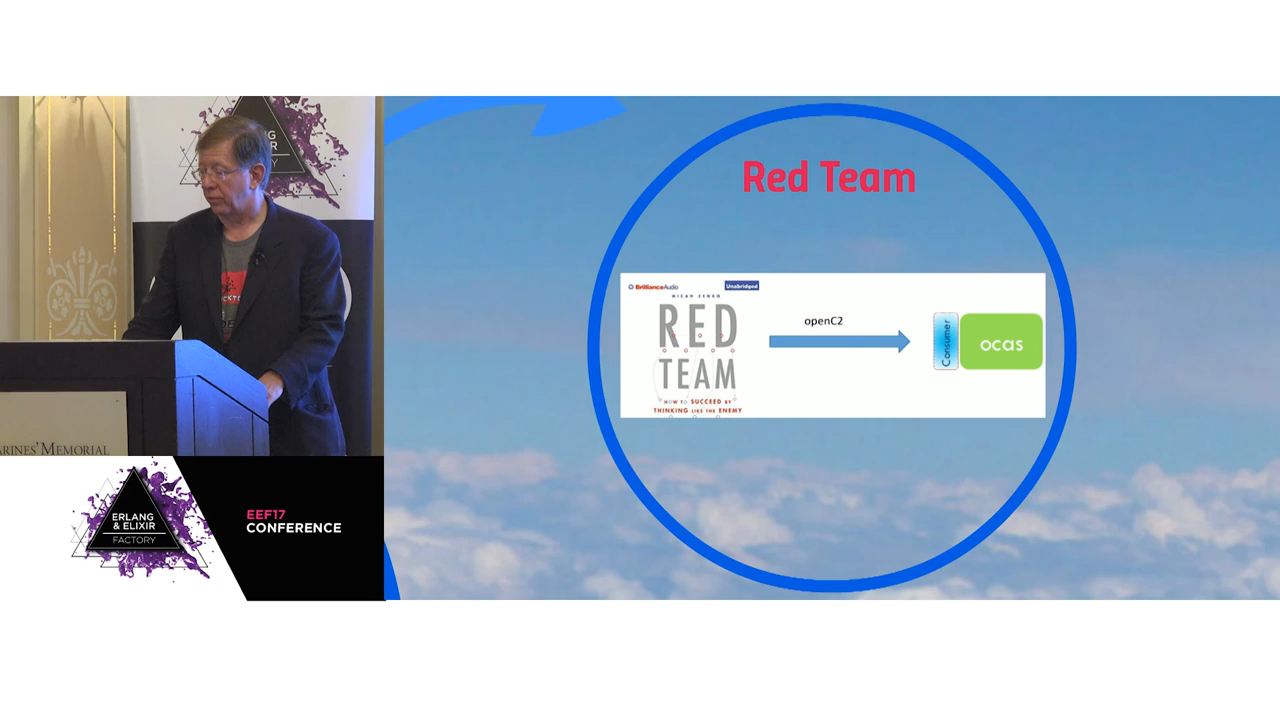 ARINES' MEMORIAL
ERLANG
& ELIXIR
FACTORY
EEF17
CONFERENCE
Red Team
BrillianceAudio
Unabridged
MICAH ZENKO
RED
TEAM
HOW TO SUCCEED BY
THINKING LIKE THE ENEMY
openC2
Consumer
ocas